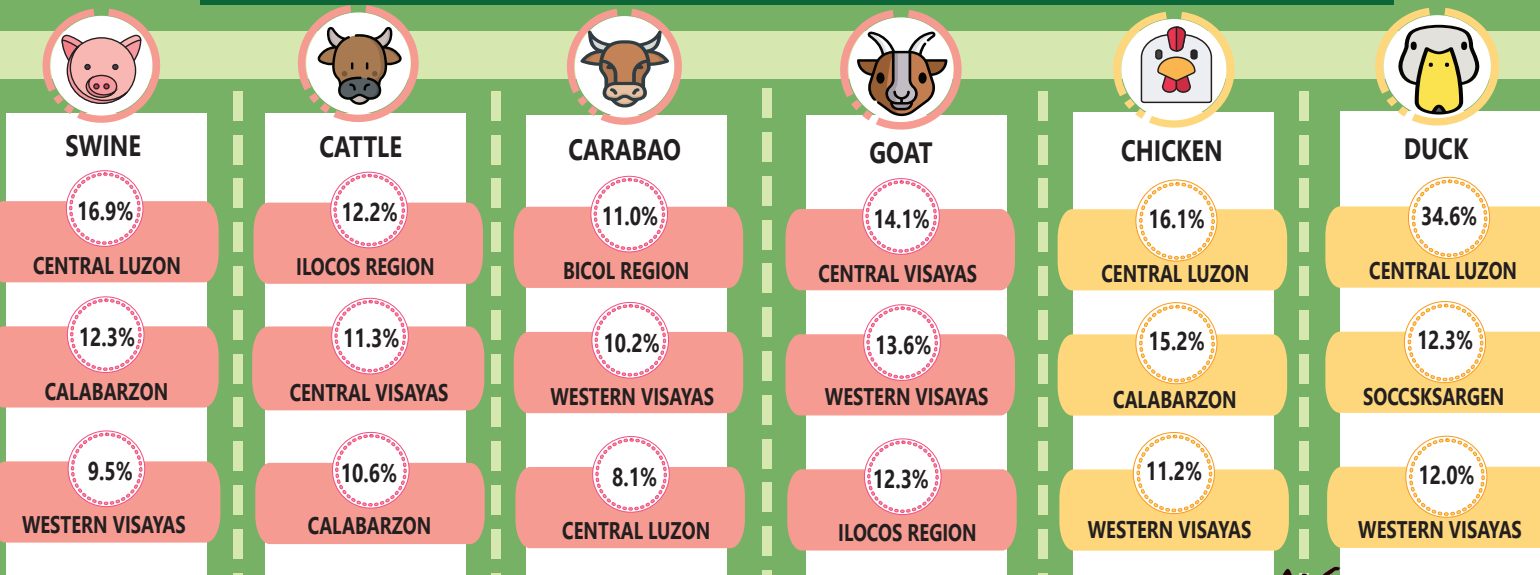 SWINE
16.9%
CENTRAL LUZON
12.3%
CALABARZON
9.5%
WESTERN VISAYAS
CATTLE
12.2%
ILOCOS REGION
11.3%
CENTRAL VISAYAS
10.6%
CALABARZON
CARABAO
11.0%
BICOL REGION
10.2%
WESTERN VISAYAS
8.1%
CENTRAL LUZON
GOAT
14.1%
CENTRAL VISAYAS
13.6%
WESTERN VISAYAS
12.3%
ILOCOS REGION
CHICKEN
16.1%
CENTRAL LUZON
15.2%
CALABARZON
11.2%
WESTERN VISAYAS
DUCK
34.6%
CENTRAL LUZON
12.3%
SOCCSKSARGEN
12.0%
WESTERN VISAYAS